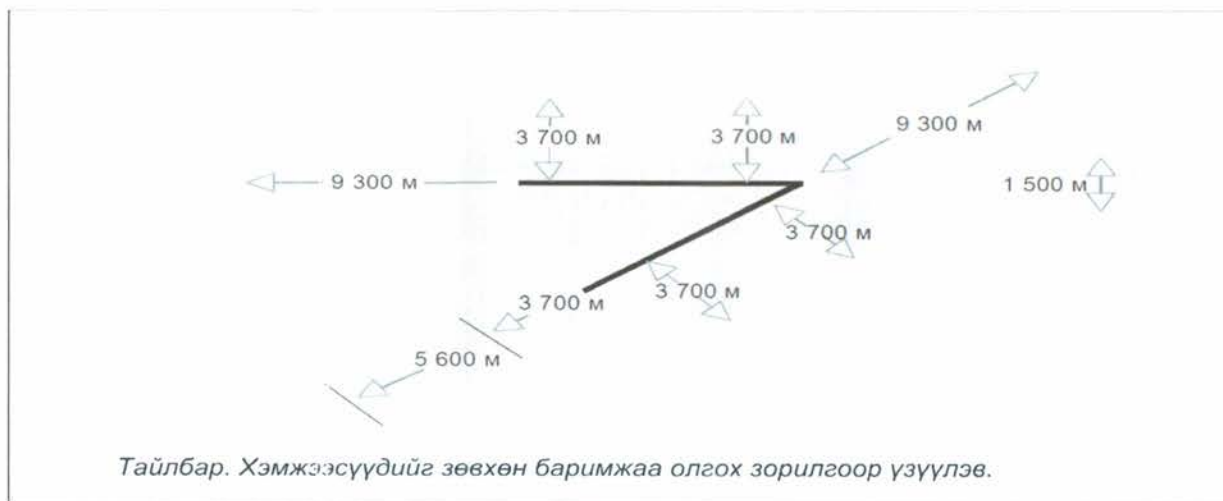 3 700 м
3 700 м
9 300 м
9 300 м
1 500 м
3 700 м
3 700 м
3 700 м
5 600 м
Тайлбар. Хэмжээсүүдийг зөвхөн баримжаа олгох зорилгоор үзүүлэв.